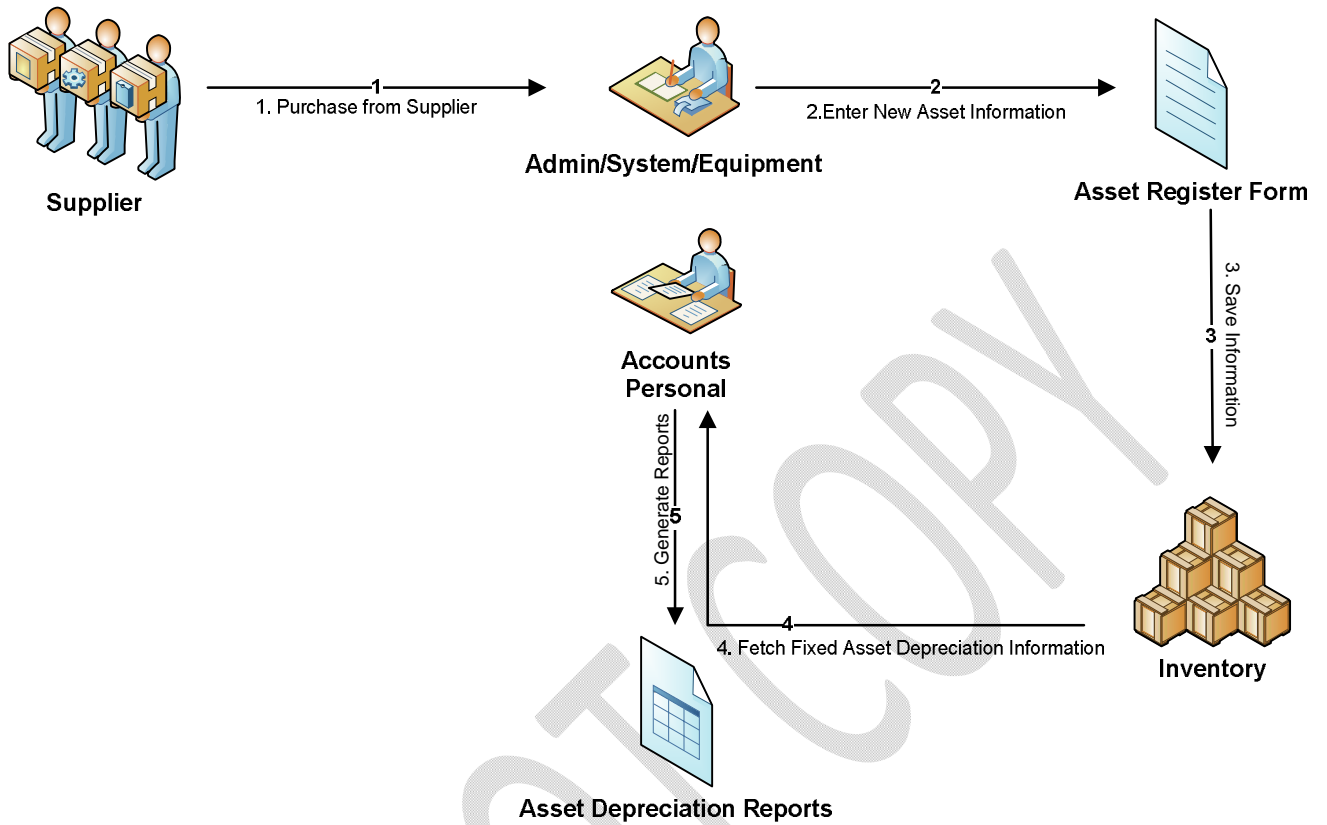 1
1. Purchase from Supplier
2
2.Enter New Asset Information
Supplier
Admin/System/Equipment
Asset Register Form
3
3. Save Information
Accounts
Personal
5
5. Generate Reports
4
4. Fetch Fixed Asset Depreciation Information
Inventory
Asset Depreciation Reports
OT COPY